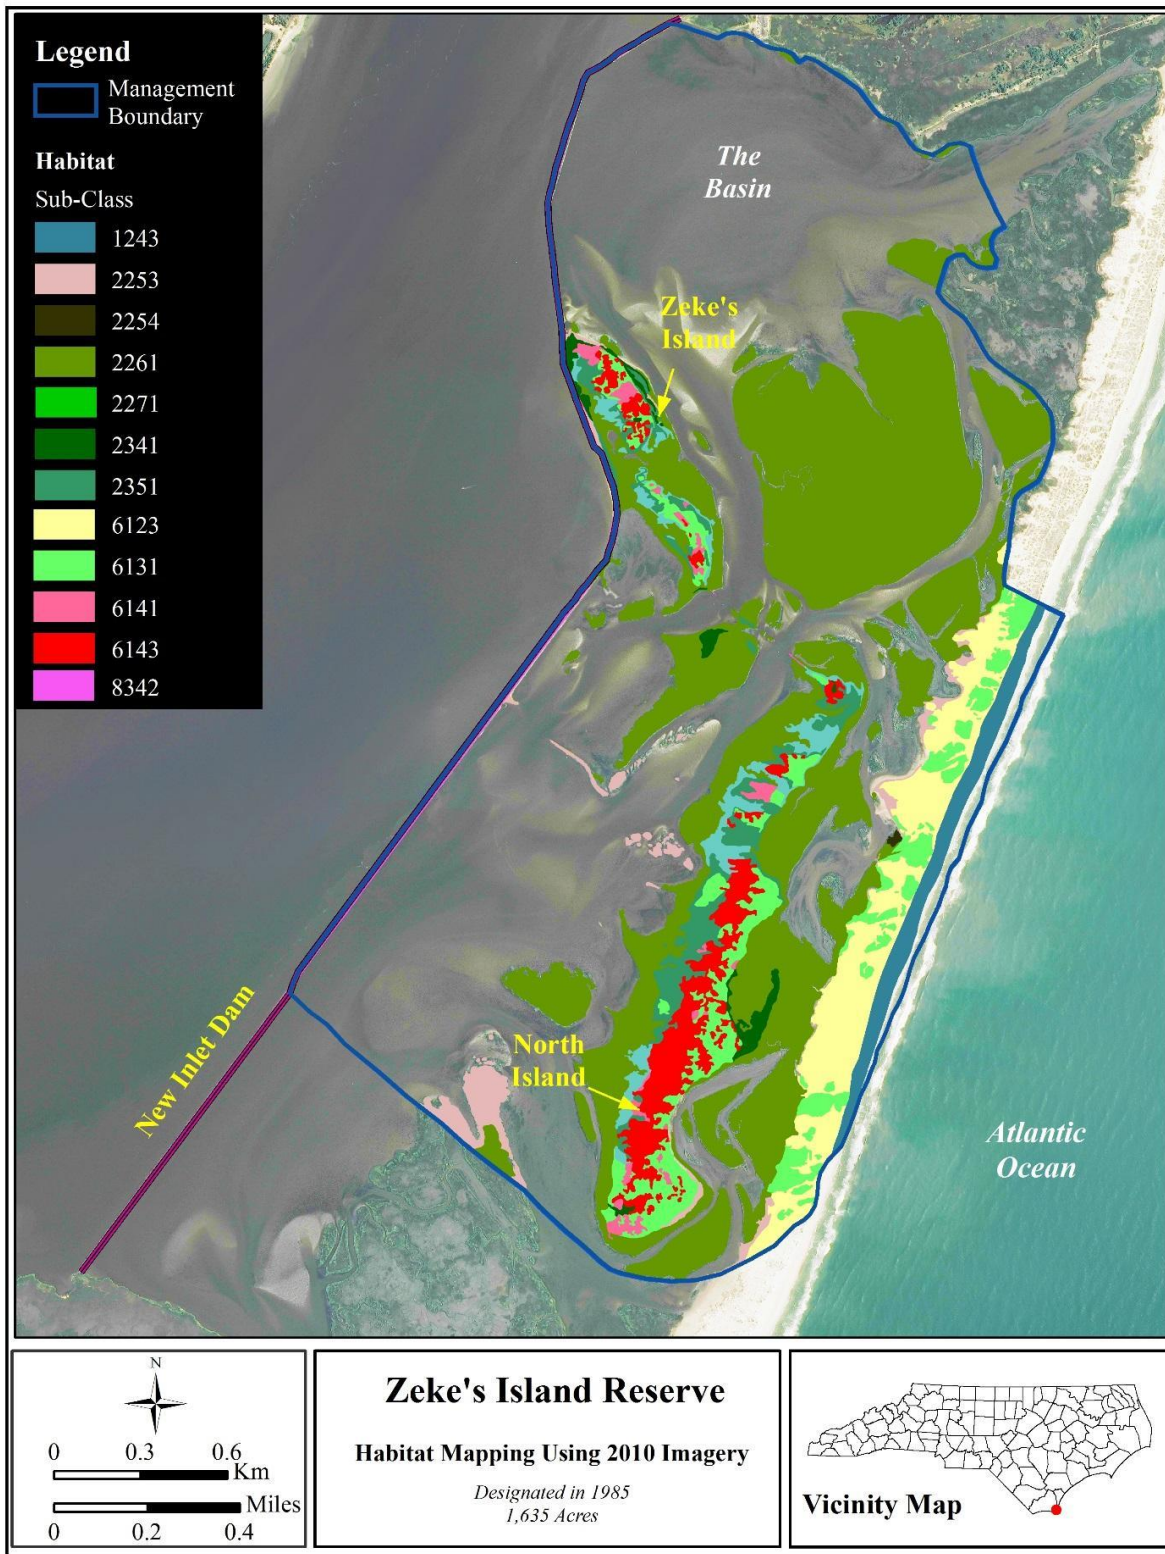 Legend
Management
Boundary
Habitat
Sub-Class
1243
2253
2254
2261
2271
2341
2351
6123
6131
6141
6143
8342
The
Basin
Zeke's
Island
North
Island
New Inlet Dam
Atlantic
Ocean
N
0 0.3 0.6
Km
Miles
0 0.2 0.4
Zeke's Island Reserve
Habitat Mapping Using 2010 Imagery
Designated in 1985
1,635 Acres
Vicinity Map